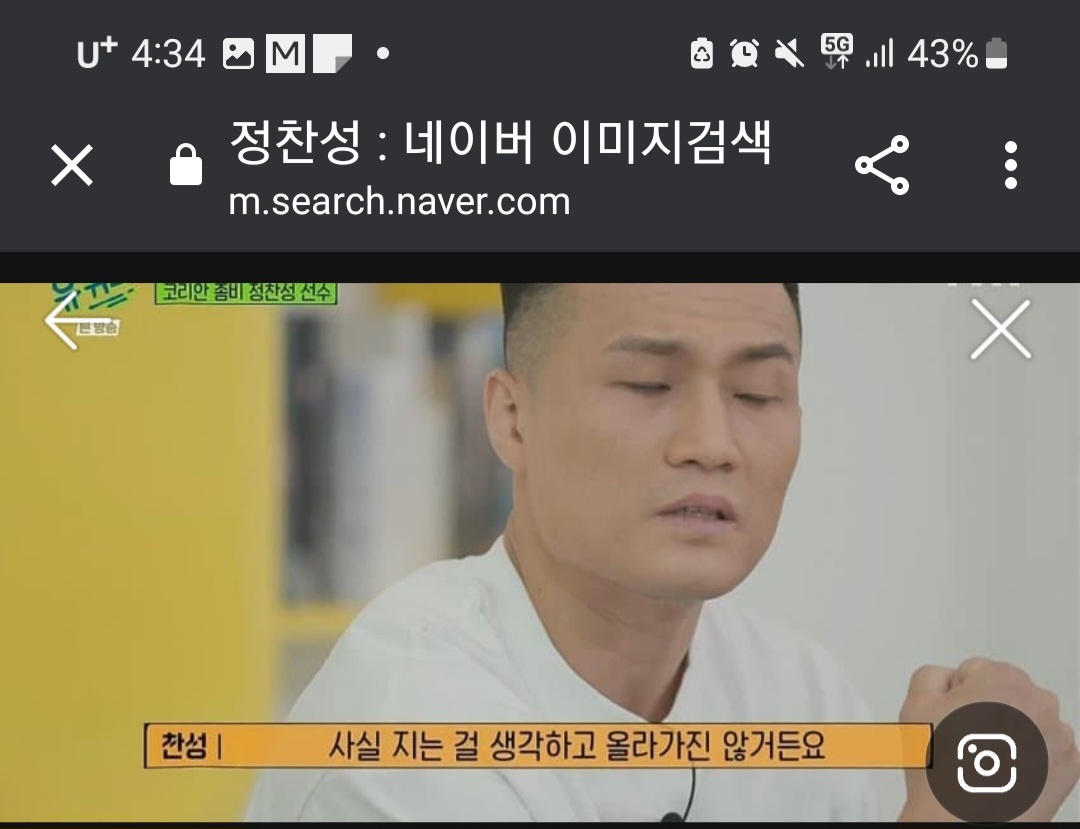 U+ 4:34 M 5G 43%
정찬성 : 네이버 이미지검색
m.search.naver.com
코리안 좀비 정찬성 선수
찬성 | 사실 지는 걸 생각하고 올라가진 않거든요